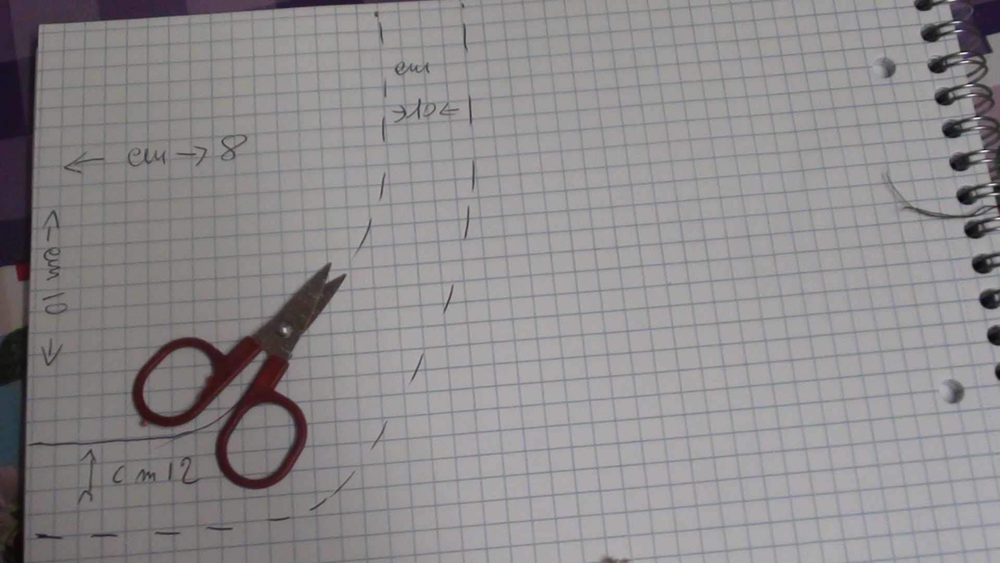 cm
→10←
← cm → 8
← cm 10 →
cm 12